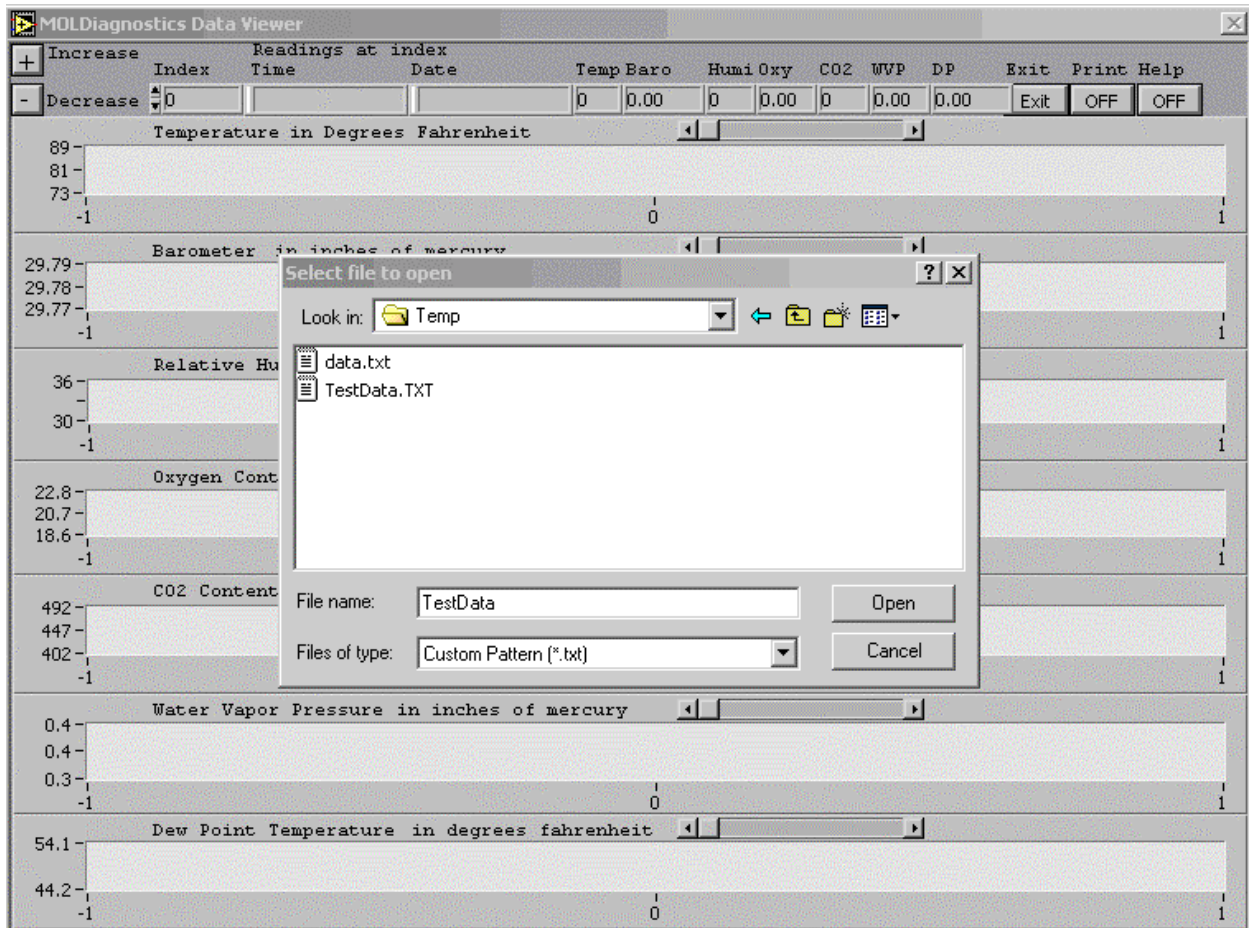 MOLDiagnostics Data Viewer
+ Increase Readings at index
Index Time Date Temp Baro Humi Oxy CO2 WVP DP Exit Print Help
- Decrease 0 0 0.00 0 0.00 0 0.00 0.00 Exit OFF OFF
Temperature in Degrees Fahrenheit
89
81
73
-1 0 1
Barometer in inches of mercury
29.79
29.78
29.77
-1 1
Relative Hu
36
30
-1 1
Oxygen Cont
22.8
20.7
18.6
-1 1
CO2 Content
492
447
402
-1 1
Select file to open
Look in: Temp
data.txt
TestData.TXT
File name: TestData Open
Files of type: Custom Pattern (*.txt) Cancel
Water Vapor Pressure in inches of mercury
0.4
0.4
0.3
-1 0 1
Dew Point Temperature in degrees fahrenheit
54.1
44.2
-1 0 1